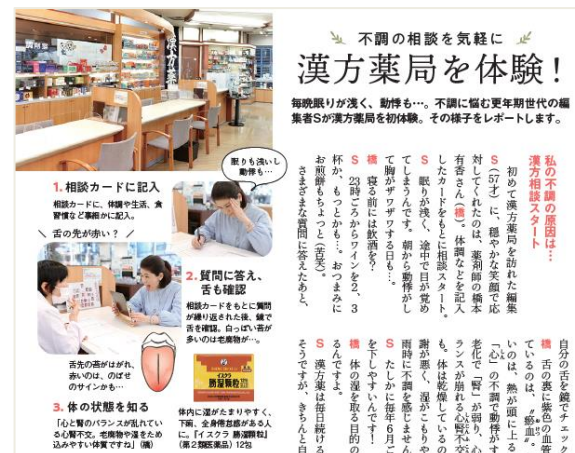 不調の相談を気軽に
漢方薬局を体験!
毎晩眠りが浅く、動悸も…。不調に悩む更年期世代の編
集者Sが漢方薬局を初体験。その様子をレポートします。
漢方薬
眠りも浅いし
動悸も…
1. 相談カードに記入
相談カードに、体調や生活、食
習慣など事細かに記入。
舌の先が赤い?
2. 質問に答え、
舌も確認
相談カードをもとに質問
が繰り返された後、鏡で
舌を確認。白っぽい苔が
多いのは老廃物が…。
舌先の苔がはがれ、
赤いのは、のぼせ
のサインかも…
3. 体の状態を知る
「心と腎のバランスが乱れてい
る心腎不交。老廃物や湿をため
込みやすい体質ですね」(橋)
イスクラ
勝湿顆粒
体内に湿がたまりやすく、
下痢、全身倦怠感がある人
に。『イスクラ 勝湿顆粒』
(第2類医薬品)12包
私の不調の原因は…
漢方相談スタート
初めて漢方薬局を訪れた編集
S(57才)に、穏やかな笑顔で応
対してくれたのは、薬剤師の橋本
有香さん(橋)。体調などを記入
したカードをもとに相談スタート。
S 眠りが浅く、途中で目が覚め
てしまうんです。朝から動悸がし
て胸がザワザワする日も…。
橋 寝る前には飲酒を?
S 23時ごろからワインを2、3
杯か、もっとかも…。おつまみに
お煎餅もちょっと(苦笑)。
さまざまな質問に答えたあと、
自分の舌を鏡でチェック
橋 舌の裏に紫色の血管
ているのは、“瘀血”。
いのは、熱が頭に上る
「心」の不調で動悸がす
老化で「腎」が弱り、心
ランスが崩れる心腎不交
も。体は乾燥しているの
謝が悪く、湿がこもりや
雨時に不調を感じません
S たしかに毎年6月ご
を下しやすいんです!
橋 体の湿を取る目的の
るんですよ。
S 漢方薬は毎日続ける
そうですが、きちんと自